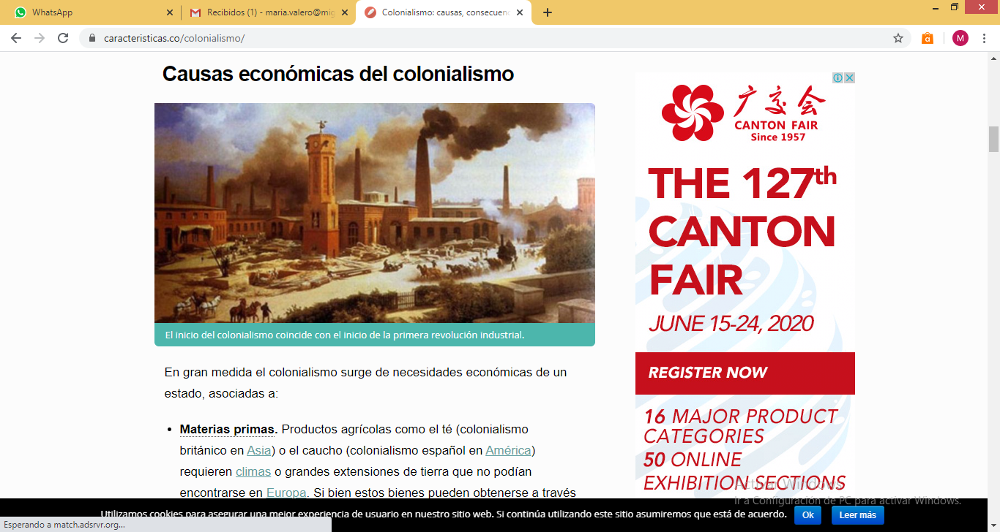 WhatsApp
Recibidos (1) - maria.valero@mig
Colonialismo: causas, consecuenc
caracteristicas.co/colonialismo/
M
Causas económicas del colonialismo
El inicio del colonialismo coincide con el inicio de la primera revolución industrial.
En gran medida el colonialismo surge de necesidades económicas de un
estado, asociadas a:
• Materias primas. Productos agrícolas como el té (colonialismo
británico en Asia) o el caucho (colonialismo español en América)
requieren climas o grandes extensiones de tierra que no podían
encontrarse en Europa. Si bien estos bienes pueden obtenerse a través
广交会
CANTON FAIR
Since 1957
THE 127th
CANTON
FAIR
JUNE 15-24, 2020
REGISTER NOW
16 MAJOR PRODUCT
CATEGORIES
50 ONLINE
EXHIBITION SECTIONS
Activar Windows
Ir a Configuración de PC para activar Windows.
Utilizamos cookies para asegurar una mejor experiencia de usuario en nuestro sitio web. Si continúa utilizando este sitio asumiremos que está de acuerdo.
Ok
Leer más
Esperando a match.adsrvr.org...